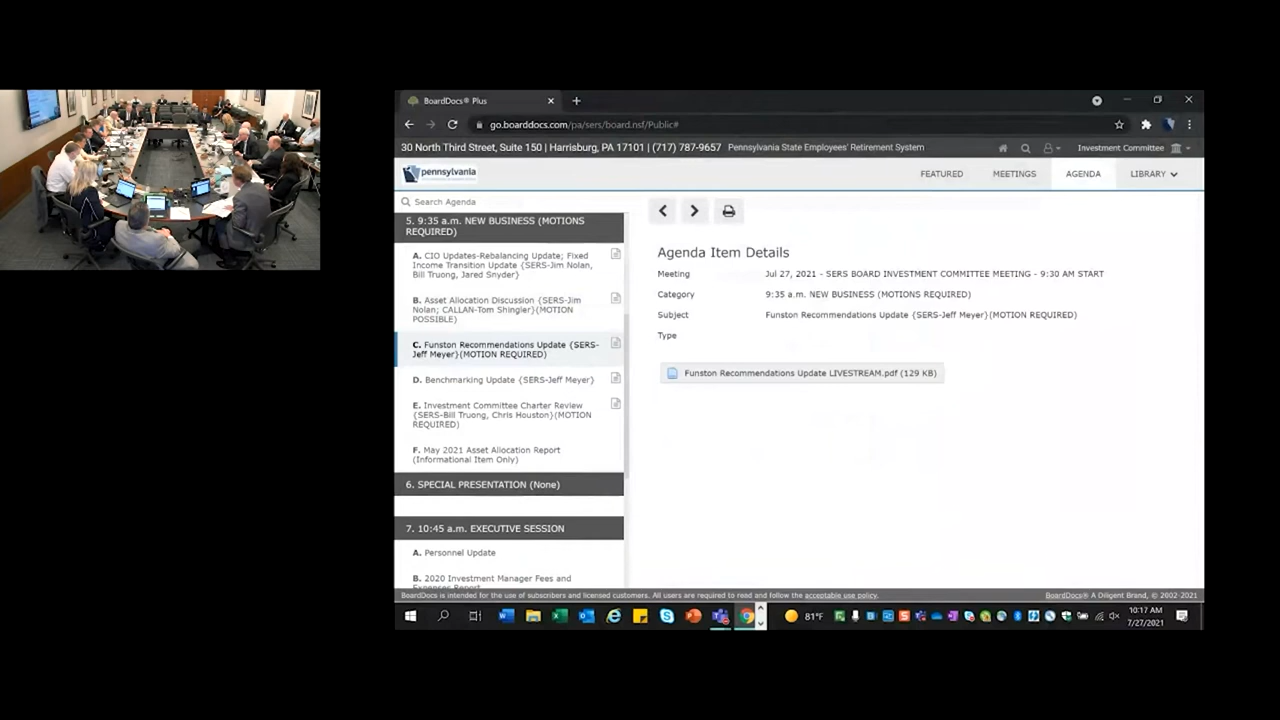 BoardDocs® Plus
go.boarddocs.com/pa/sers/board.nsf/Public#
30 North Third Street, Suite 150 | Harrisburg, PA 17101 | (717) 787-9657 Pennsylvania State Employees' Retirement System
Investment Committee
pennsylvania
FEATURED
MEETINGS
AGENDA
LIBRARY
Search Agenda
5. 9:35 a.m. NEW BUSINESS (MOTIONS
REQUIRED)
A. CIO Updates-Rebalancing Update; Fixed
Income Transition Update {SERS-Jim Nolan,
Bill Truong, Jared Snyder}
B. Asset Allocation Discussion {SERS-Jim
Nolan; CALLAN-Tom Shingler}(MOTION
POSSIBLE)
C. Funston Recommendations Update {SERS-
Jeff Meyer}(MOTION REQUIRED)
D. Benchmarking Update {SERS-Jeff Meyer}
E. Investment Committee Charter Review
{SERS-Bill Truong, Chris Houston}(MOTION
REQUIRED)
F. May 2021 Asset Allocation Report
(Informational Item Only)
6. SPECIAL PRESENTATION (None)
7. 10:45 a.m. EXECUTIVE SESSION
A. Personnel Update
B. 2020 Investment Manager Fees and
Expenses Report
Agenda Item Details
Meeting Jul 27, 2021 - SERS BOARD INVESTMENT COMMITTEE MEETING - 9:30 AM START
Category 9:35 a.m. NEW BUSINESS (MOTIONS REQUIRED)
Subject Funston Recommendations Update {SERS-Jeff Meyer}(MOTION REQUIRED)
Type
Funston Recommendations Update LIVESTREAM.pdf (129 KB)
BoardDocs is intended for the use of subscribers and licensed customers. All users are required to read and follow the acceptable use policy.
BoardDocs® A Diligent Brand, © 2002-2021
81°F
10:17 AM
7/27/2021